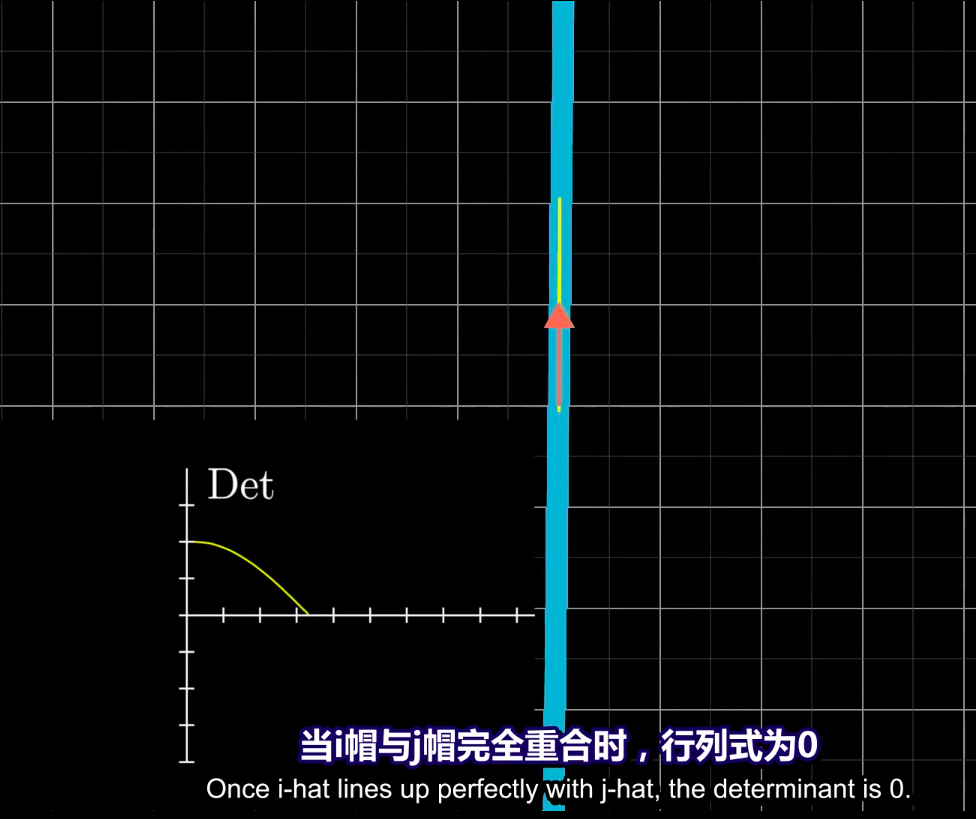 Det
当i帽与j帽完全重合时，行列式为0
Once i-hat lines up perfectly with j-hat, the determinant is 0.